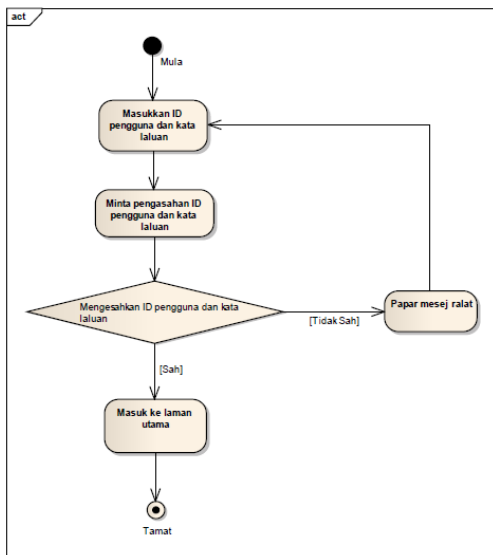 act
Mula
Masukkan ID
pengguna dan kata
laluan
Minta pengasahan ID
pengguna dan kata
laluan
Mengesahkan ID pengguna dan kata
laluan
[Tidak Sah]
Papar mesej ralat
[Sah]
Masuk ke laman
utama
Tamat